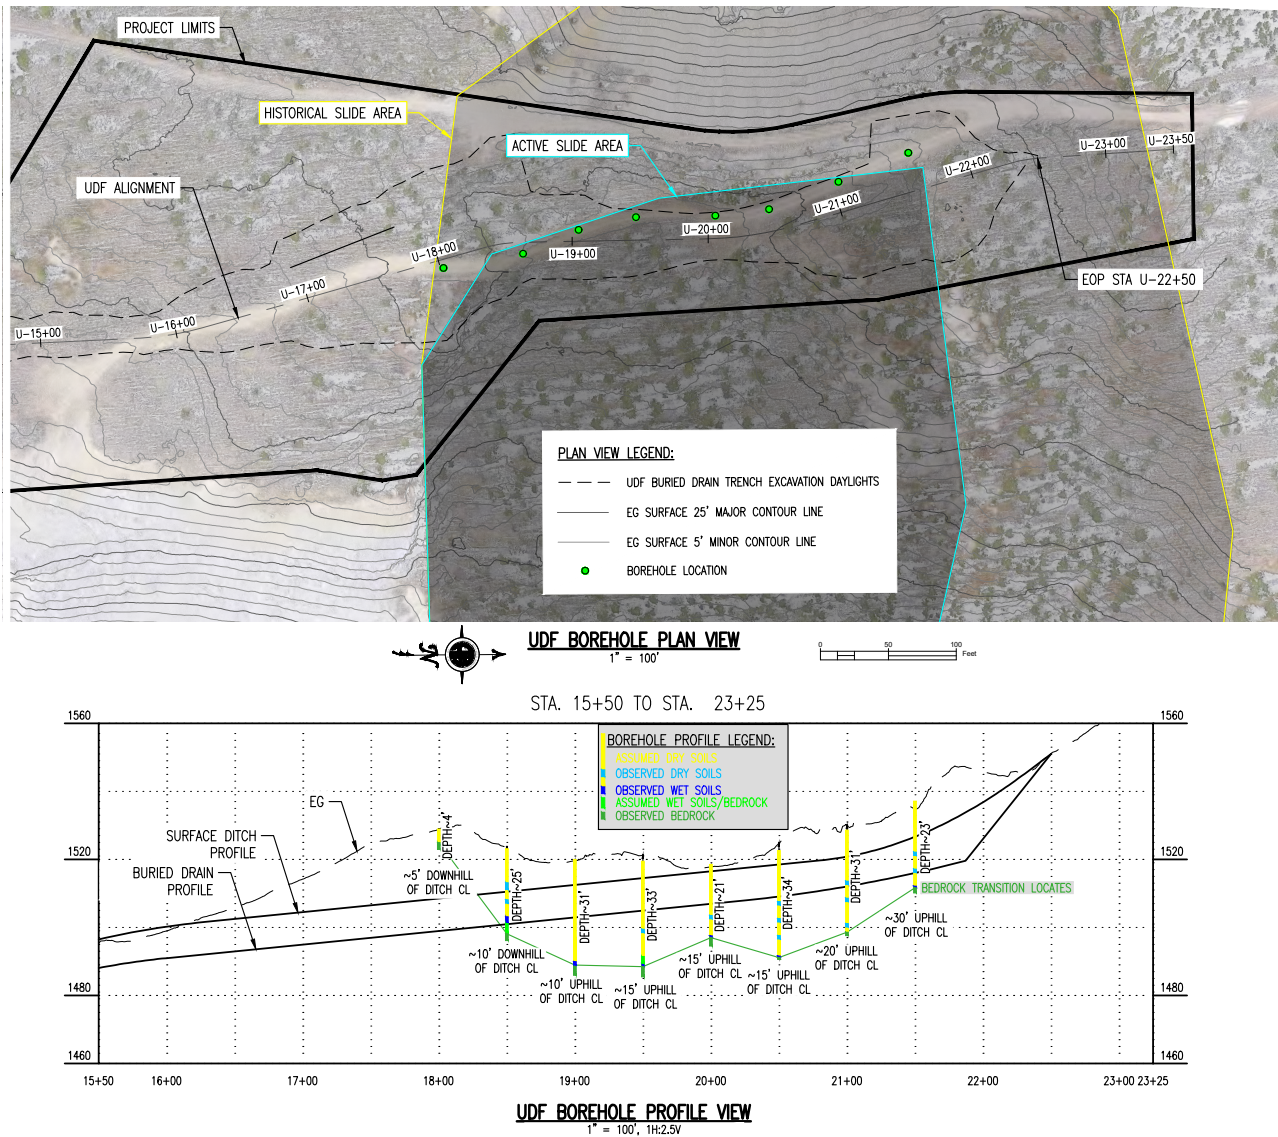 PROJECT LIMITS
HISTORICAL SLIDE AREA
ACTIVE SLIDE AREA
UDF ALIGNMENT
U-15+00
U-16+00
U-17+00
U-18+00
U-19+00
U-20+00
U-21+00
U-22+00
U-23+00
U-23+50
EOP STA U-22+50
PLAN VIEW LEGEND:
UDF BURIED DRAIN TRENCH EXCAVATION DAYLIGHTS
EG SURFACE 25' MAJOR CONTOUR LINE
EG SURFACE 5' MINOR CONTOUR LINE
BOREHOLE LOCATION
UDF BOREHOLE PLAN VIEW
1" = 100'
0 50 100
Feet
STA. 15+50 TO STA. 23+25
1560
1520
1480
1460
1560
1520
1480
1460
BOREHOLE PROFILE LEGEND:
ASSUMED DRY SOILS
OBSERVED DRY SOILS
OBSERVED WET SOILS
ASSUMED WET SOILS/BEDROCK
OBSERVED BEDROCK
EG
SURFACE DITCH
PROFILE
BURIED DRAIN
PROFILE
DEPTH~4'
DEPTH~25'
DEPTH~31'
DEPTH~33'
DEPTH~21'
DEPTH~34'
DEPTH~31'
DEPTH~23'
~5' DOWNHILL
OF DITCH CL
~10' DOWNHILL
OF DITCH CL
~10' UPHILL
OF DITCH CL
~15' UPHILL
OF DITCH CL
~15' UPHILL
OF DITCH CL
~15' UPHILL
OF DITCH CL
~20' UPHILL
OF DITCH CL
~30' UPHILL
OF DITCH CL
BEDROCK TRANSITION LOCATES
15+50 16+00 17+00 18+00 19+00 20+00 21+00 22+00 23+00 23+25
UDF BOREHOLE PROFILE VIEW
1" = 100', 1H:2.5V